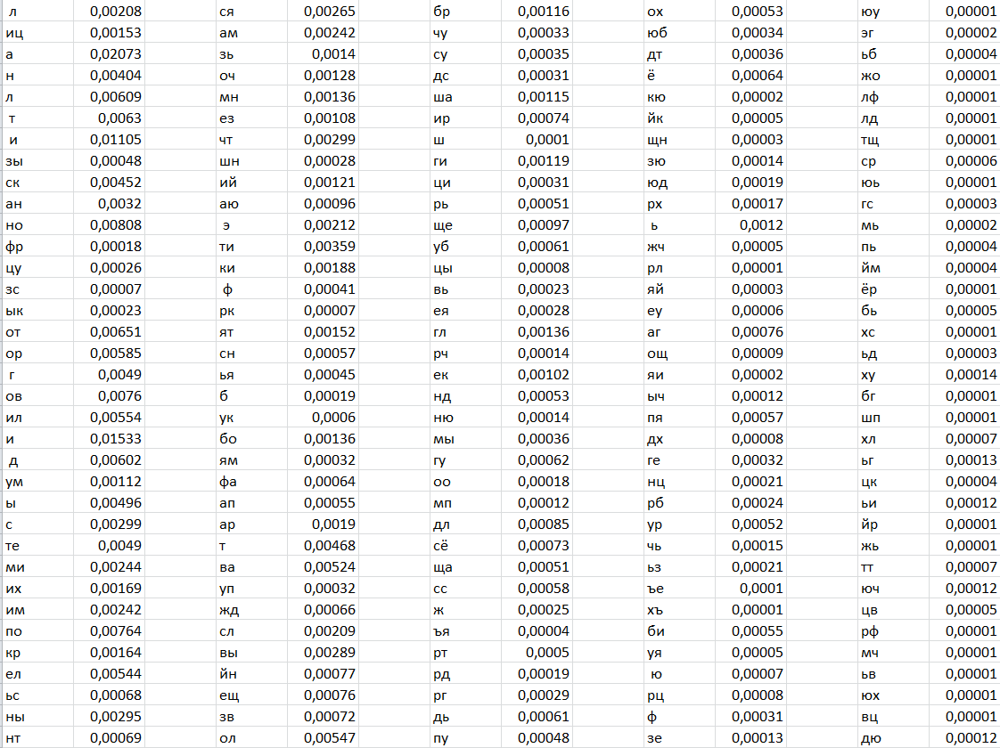 л 0,00208 ся 0,00265 бр 0,00116 ох 0,00053 юу 0,00001
иц 0,00153 ам 0,00242 чу 0,00033 юб 0,00034 эг 0,00002
а 0,02073 зь 0,0014 су 0,00035 дт 0,00036 ьб 0,00004
н 0,00404 оч 0,00128 дс 0,00031 ё 0,00064 жо 0,00001
л 0,00609 мн 0,00136 ша 0,00115 кю 0,00002 лф 0,00001
т 0,0063 ез 0,00108 ир 0,00074 йк 0,00005 лд 0,00001
и 0,01105 чт 0,00299 ш 0,0001 щн 0,00003 тщ 0,00001
зы 0,00048 шн 0,00028 ги 0,00119 зю 0,00014 ср 0,00006
ск 0,00452 ий 0,00121 ци 0,00031 юд 0,00019 юь 0,00001
ан 0,0032 аю 0,00096 рь 0,00051 рх 0,00017 гс 0,00003
но 0,00808 э 0,00212 ще 0,00097 ь 0,0012 мь 0,00002
фр 0,00018 ти 0,00359 уб 0,00061 жч 0,00005 пь 0,00004
цу 0,00026 ки 0,00188 цы 0,00008 рл 0,00001 йм 0,00004
зс 0,00007 ф 0,00041 вь 0,00023 яй 0,00003 ёр 0,00001
ык 0,00023 рк 0,00007 ея 0,00028 еу 0,00006 бь 0,00005
от 0,00651 ят 0,00152 гл 0,00136 аг 0,00076 хс 0,00001
ор 0,00585 сн 0,00057 рч 0,00014 ощ 0,00009 ьд 0,00003
г 0,0049 ья 0,00045 ек 0,00102 яи 0,00002 ху 0,00014
ов 0,0076 б 0,00019 нд 0,00053 ыч 0,00012 бг 0,00001
ил 0,00554 ук 0,0006 ню 0,00014 пя 0,00057 шп 0,00001
и 0,01533 бо 0,00136 мы 0,00036 дх 0,00008 хл 0,00007
д 0,00602 ям 0,00032 гу 0,00062 ге 0,00032 ьг 0,00013
ум 0,00112 фа 0,00064 оо 0,00018 нц 0,00021 цк 0,00004
ы 0,00496 ап 0,00055 мп 0,00012 рб 0,00024 ьи 0,00012
с 0,00299 ар 0,0019 дл 0,00085 ур 0,00052 йр 0,00001
те 0,0049 т 0,00468 сё 0,00073 чь 0,00015 жь 0,00001
ми 0,00244 ва 0,00524 ща 0,00051 ьз 0,00021 тт 0,00007
их 0,00169 уп 0,00032 сс 0,00058 ъе 0,0001 юч 0,00012
им 0,00242 жд 0,00066 ж 0,00025 хъ 0,00001 цв 0,00005
по 0,00764 сл 0,00209 ъя 0,00004 би 0,00055 рф 0,00001
кр 0,00164 вы 0,00289 рт 0,0005 уя 0,00005 мч 0,00001
ел 0,00544 йн 0,00077 рд 0,00019 ю 0,00007 ьв 0,00001
ьс 0,00068 ещ 0,00076 рг 0,00029 рц 0,00008 юх 0,00001
ны 0,00295 зв 0,00072 дь 0,00061 ф 0,00031 вц 0,00001
нт 0,00069 ол 0,00547 пу 0,00048 зе 0,00013 дю 0,00012